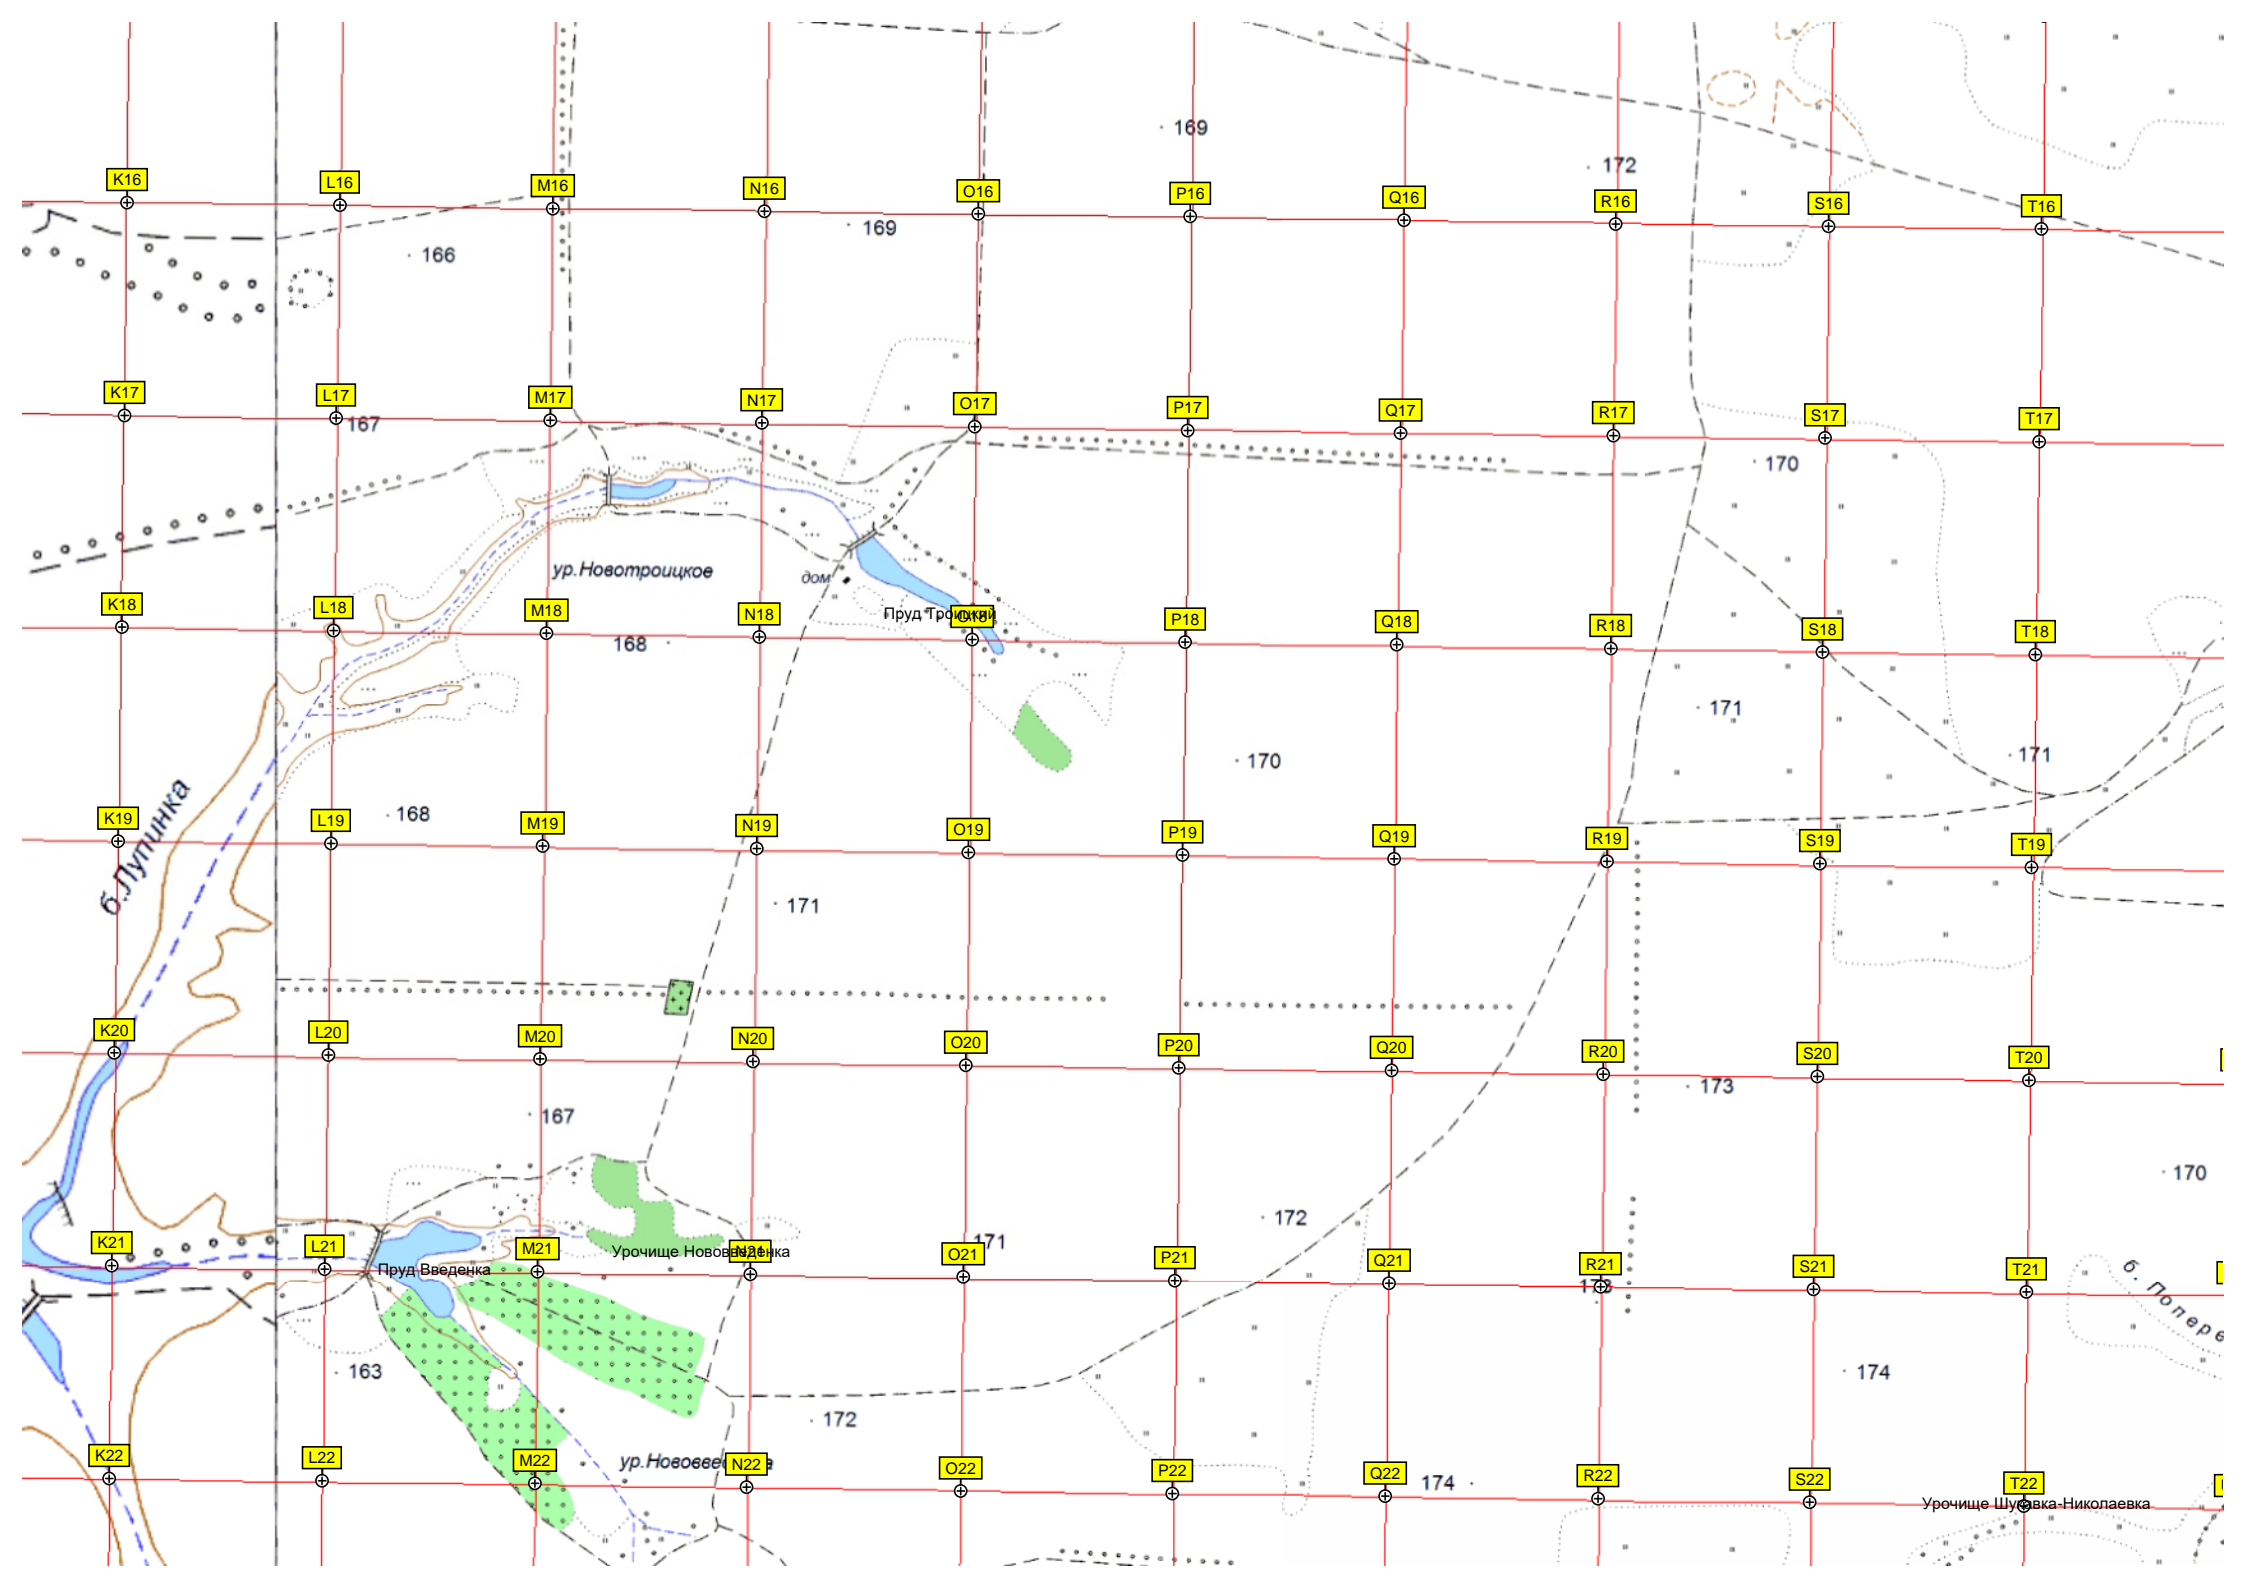 169
172
K16
L16
M16
N16
O16
P16
Q16
R16
S16
T16
166
169
K17
L17
M17
N17
O17
P17
Q17
R17
S17
T17
167
170
ур.Новотроицкое
дом
K18
L18
M18
N18
Пруд Троицкий
P18
Q18
R18
S18
T18
168
171
170
171
б.Лупинка
168
K19
L19
M19
N19
O19
P19
Q19
R19
S19
T19
171
K20
L20
M20
N20
O20
P20
Q20
R20
S20
T20
167
173
170
172
171
K21
L21
M21
Урочище Нововведенка
N21
O21
P21
Q21
R21
S21
T21
Пруд Введенка
173
б. Попере
163
174
172
ур.Нововведенка
K22
L22
M22
N22
O22
P22
Q22
174
R22
S22
T22
Урочище Шуравка-Николаевка